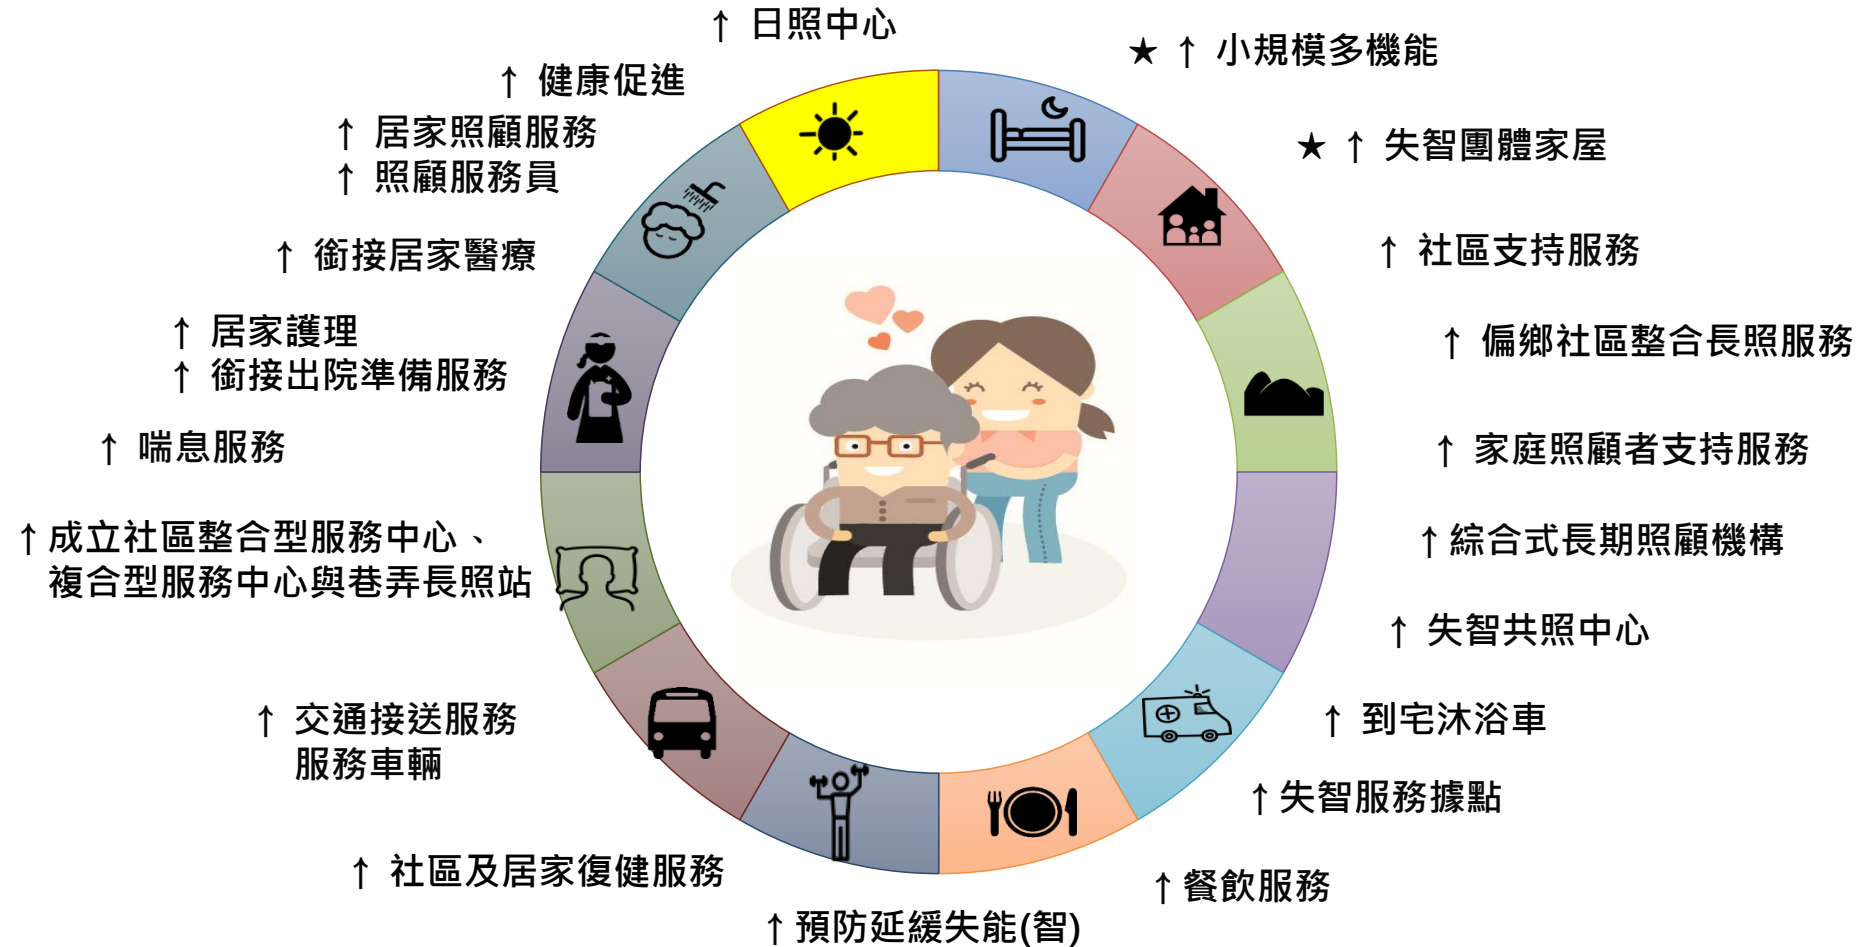 ↑ 日照中心
★ ↑ 小規模多機能
↑ 健康促進
↑ 居家照顧服務
↑ 照顧服務員
★ ↑ 失智團體家屋
↑ 銜接居家醫療
↑ 社區支持服務
↑ 居家護理
↑ 銜接出院準備服務
↑ 偏鄉社區整合長照服務
↑ 喘息服務
↑ 家庭照顧者支持服務
↑ 成立社區整合型服務中心、
複合型服務中心與巷弄長照站
↑ 綜合式長期照顧機構
↑ 失智共照中心
↑ 交通接送服務
服務車輛
↑ 到宅沐浴車
↑ 失智服務據點
↑ 社區及居家復健服務
↑ 餐飲服務
↑ 預防延緩失能(智)